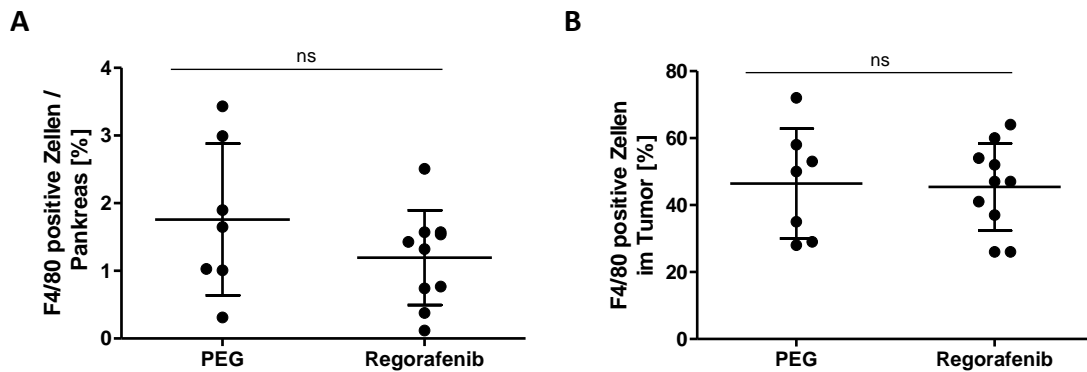 A
ns
F4/80 positive Zellen /
Pankreas [%]
4
3
2
1
0
PEG
Regorafenib
B
ns
F4/80 positive Zellen
im Tumor [%]
80
60
40
20
0
PEG
Regorafenib